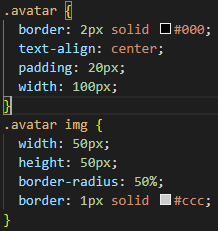 .avatar {
border: 2px solid #000;
text-align: center;
padding: 20px;
width: 100px;
}
.avatar img {
width: 50px;
height: 50px;
border-radius: 50%;
border: 1px solid #ccc;
}